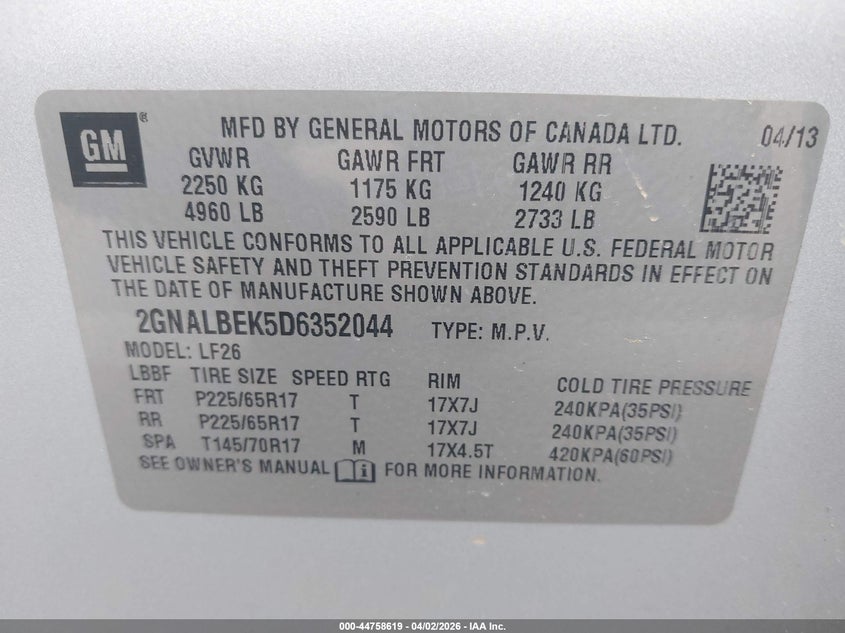 GM ®
MFD BY GENERAL MOTORS OF CANADA LTD. 04/13
GVWR GAWR FRT GAWR RR
2250 KG 1175 KG 1240 KG
4960 LB 2590 LB 2733 LB
THIS VEHICLE CONFORMS TO ALL APPLICABLE U.S. FEDERAL MOTOR
VEHICLE SAFETY AND THEFT PREVENTION STANDARDS IN EFFECT ON
THE DATE OF MANUFACTURE SHOWN ABOVE.
2GNALBEK5D6352044 TYPE: M.P.V.
MODEL: LF26
LBBF TIRE SIZE SPEED RTG RIM COLD TIRE PRESSURE
FRT P225/65R17 T 17X7J 240KPA(35PSI)
RR P225/65R17 T 17X7J 240KPA(35PSI)
SPA T145/70R17 M 17X4.5T 420KPA(60PSI)
SEE OWNER'S MANUAL i FOR MORE INFORMATION.
000-44758619 - 04/02/2026 - IAA Inc.